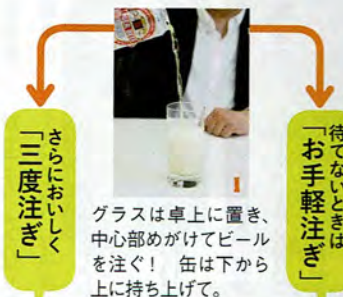 待てないときは
「お手軽注ぎ」
1
グラスは卓上に置き、
中心部めがけてビール
を注ぐ！　缶は下から
上に持ち上げて。
さらにおいしく
「三度注ぎ」